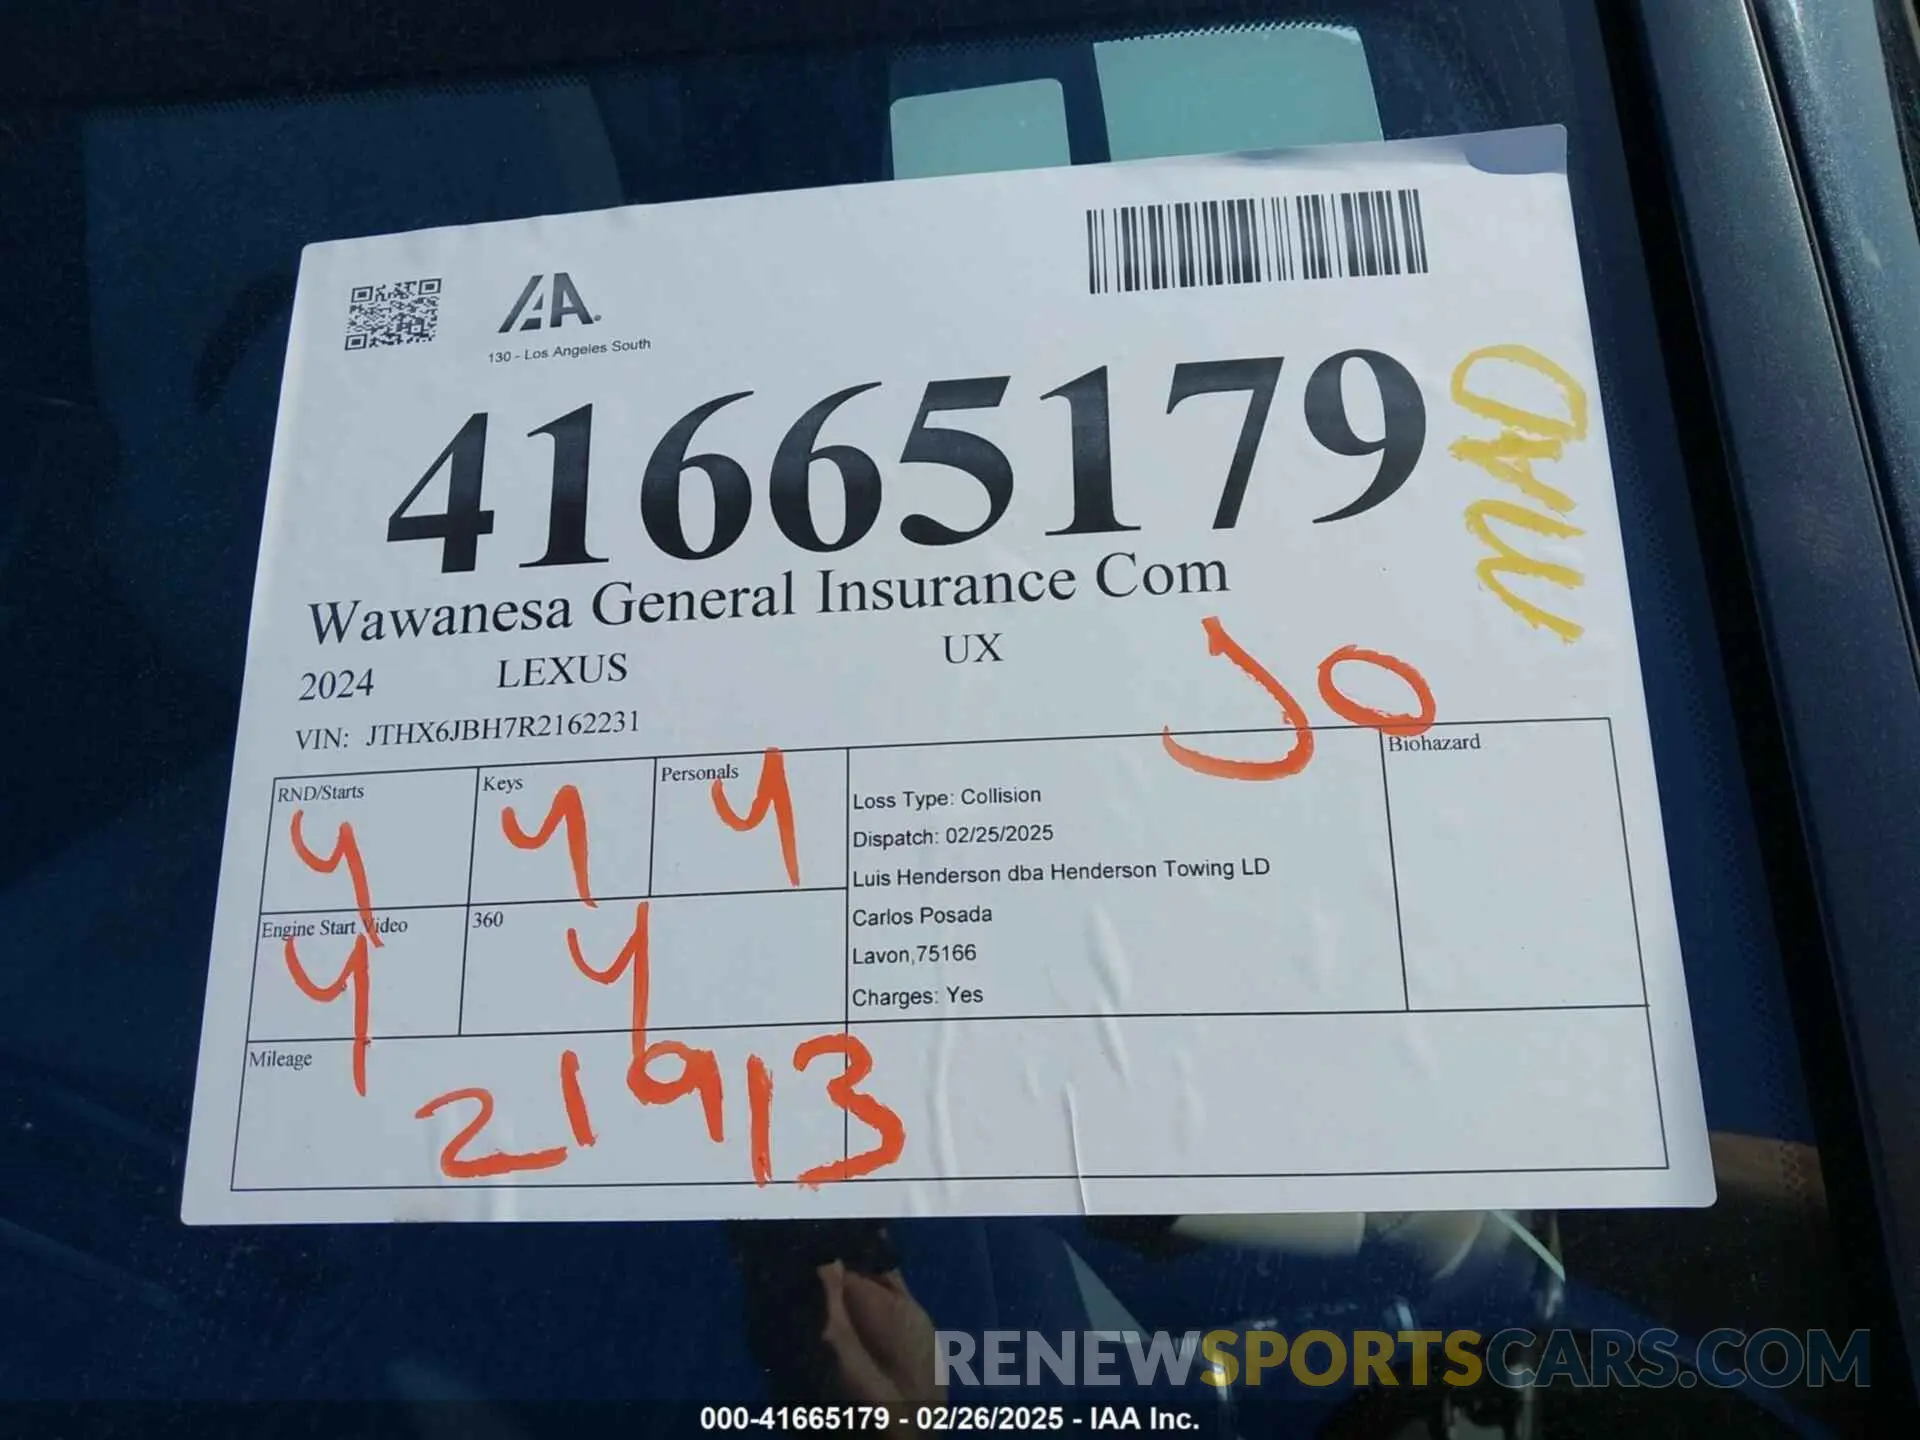 IAA
130 - Los Angeles South
41665179
Wawanesa General Insurance Com
2024 LEXUS UX
VIN: JTHX6JBH7R2162231
JO
RND/Starts Keys Personals
Y Y Y
Engine Start Video 360
Y Y
Mileage
21913
Loss Type: Collision
Dispatch: 02/25/2025
Luis Henderson dba Henderson Towing LD
Carlos Posada
Lavon,75166
Charges: Yes
Biohazard
RENEWSPORTSCARS.COM
000-41665179 - 02/26/2025 - IAA Inc.